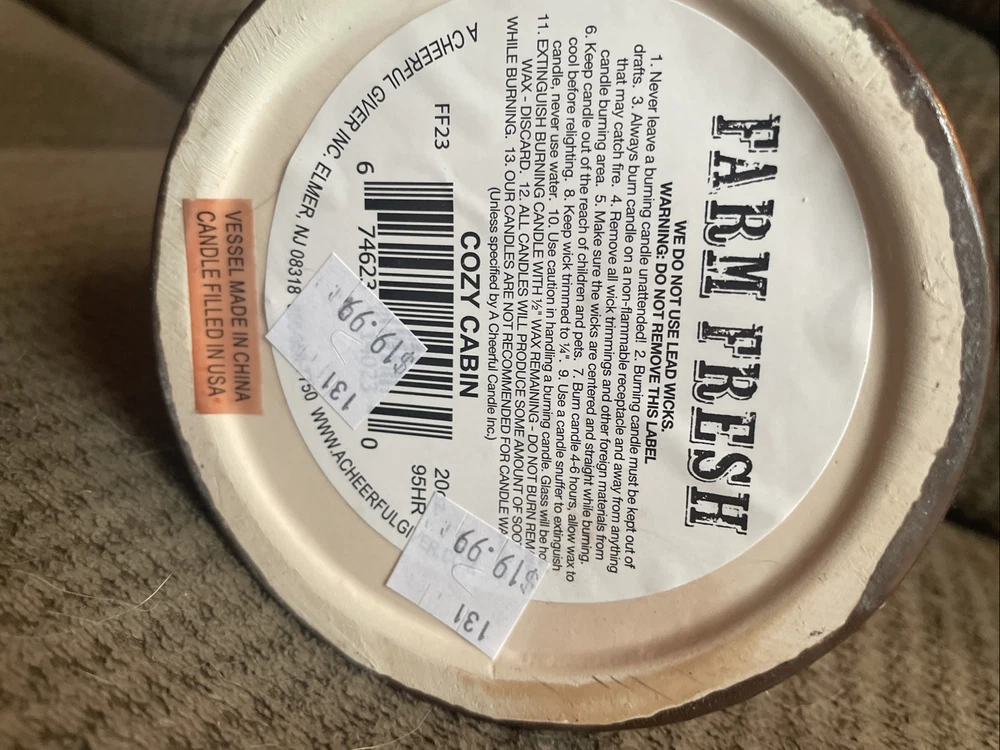 FARM FRESH
WE DO NOT USE LEAD WICKS.
WARNING: DO NOT REMOVE THIS LABEL
1. Never leave a burning candle unattended! 2. Burning candle must be kept out of
drafts. 3. Always burn candle on a non-flammable receptacle and away from anything
that may catch fire. 4. Remove all wick trimmings and other foreign materials from
candle burning area. 5. Make sure the wicks are centered and straight while burning.
6. Keep candle out of the reach of children and pets. 7. Burn candle 4-6 hours, allow wax to
cool before relighting. 8. Keep wick trimmed to ¼". 9. Use a candle snuffer to extinguish
candle, never use water. 10. Use caution in handling a burning candle. Glass will be ho
11. EXTINGUISH BURNING CANDLE WITH ½" WAX REMAINING - DO NOT BURN REM
WAX - DISCARD. 12. ALL CANDLES WILL PRODUCE SOME AMOUNT OF SOO
WHILE BURNING. 13. OUR CANDLES ARE NOT RECOMMENDED FOR CANDLE WA
(Unless specified by A Cheerful Candle Inc.)
COZY CABIN
FF23
6 74623 0
20
95HR
A CHEERFUL GIVER INC. ELMER, NJ 08318 750 WWW.ACHEERFULGI
$19.99
131
$19.99
131
VESSEL MADE IN CHINA
CANDLE FILLED IN USA